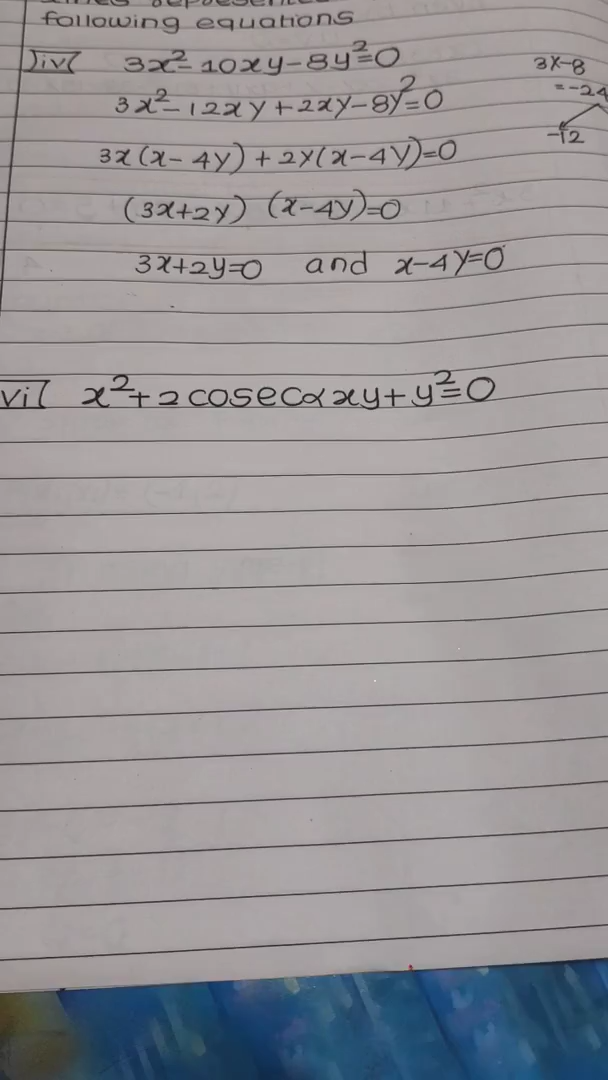 following equations
iv] 3x²-10xy-8y²=0
3x-8
3x²-12xy+2xy-8y²=0
=-24
3x(x-4y)+2y(x-4y)=0
-12
(3x+2y) (x-4y)=0
3x+2y=0 and x-4y=0
vi] x²+2cosecα xy+y²=0